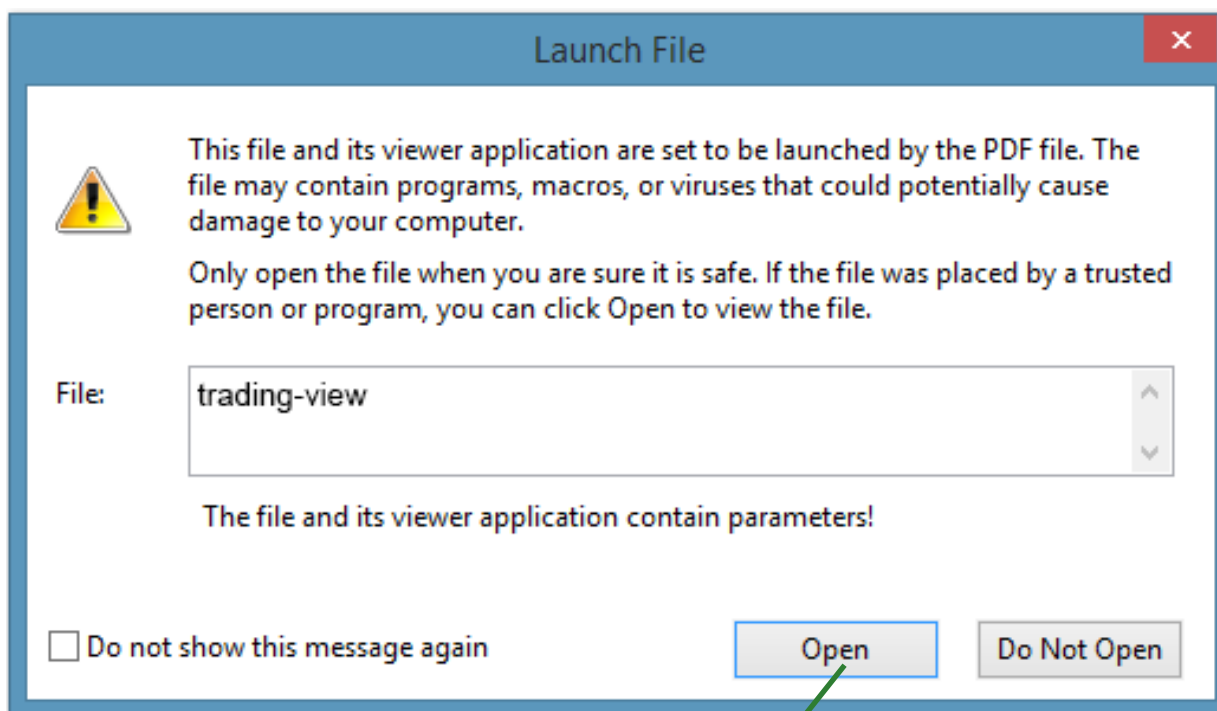 Launch File
This file and its viewer application are set to be launched by the PDF file. The
file may contain programs, macros, or viruses that could potentially cause
damage to your computer.
Only open the file when you are sure it is safe. If the file was placed by a trusted
person or program, you can click Open to view the file.
File:
trading-view
The file and its viewer application contain parameters!
Do not show this message again
Open
Do Not Open